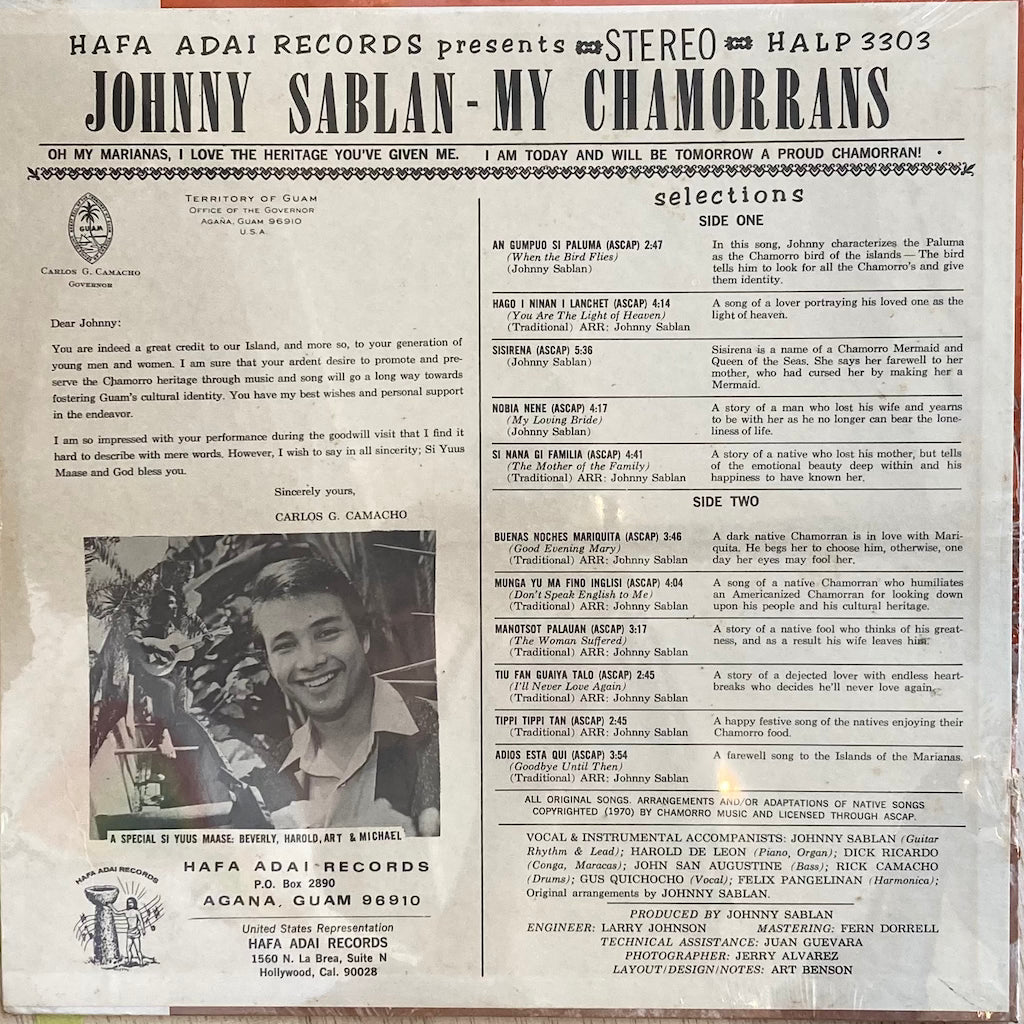 HAFA ADAI RECORDS presents STEREO HALP 3303
JOHNNY SABLAN - MY CHAMORRANS
OH MY MARIANAS, I LOVE THE HERITAGE YOU'VE GIVEN ME. I AM TODAY AND WILL BE TOMORROW A PROUD CHAMORRAN!
GUAM
CARLOS G. CAMACHO
GOVERNOR
TERRITORY OF GUAM
OFFICE OF THE GOVERNOR
AGAÑA, GUAM 96910
U.S.A.
Dear Johnny:
You are indeed a great credit to our Island, and more so, to your generation of
young men and women. I am sure that your ardent desire to promote and pre-
serve the Chamorro heritage through music and song will go a long way towards
fostering Guam's cultural identity. You have my best wishes and personal support
in the endeavor.
I am so impressed with your performance during the goodwill visit that I find it
hard to describe with mere words. However, I wish to say in all sincerity; Si Yuus
Maase and God bless you.
Sincerely yours,
CARLOS G. CAMACHO
A SPECIAL SI YUUS MAASE: BEVERLY, HAROLD, ART & MICHAEL
HAFA ADAI RECORDS
HAFA ADAI RECORDS
P.O. Box 2890
AGANA, GUAM 96910
United States Representation
HAFA ADAI RECORDS
1560 N. La Brea, Suite N
Hollywood, Cal. 90028
selections
SIDE ONE
AN GUMPUO SI PALUMA (ASCAP) 2:47
(When the Bird Flies)
(Johnny Sablan)
In this song, Johnny characterizes the Paluma
as the Chamorro bird of the islands — The bird
tells him to look for all the Chamorro's and give
them identity.
HAGO I NINAN I LANCHET (ASCAP) 4:14
(You Are The Light of Heaven)
(Traditional) ARR: Johnny Sablan
A song of a lover portraying his loved one as the
light of heaven.
SISIRENA (ASCAP) 5:36
(Johnny Sablan)
Sisirena is a name of a Chamorro Mermaid and
Queen of the Seas. She says her farewell to her
mother, who had cursed her by making her a
Mermaid.
NOBIA NENE (ASCAP) 4:17
(My Loving Bride)
(Johnny Sablan)
A story of a man who lost his wife and yearns
to be with her as he no longer can bear the lone-
liness of life.
SI NANA GI FAMILIA (ASCAP) 4:41
(The Mother of the Family)
(Traditional) ARR: Johnny Sablan
A story of a native who lost his mother, but tells
of the emotional beauty deep within and his
happiness to have known her.
SIDE TWO
BUENAS NOCHES MARIQUITA (ASCAP) 3:46
(Good Evening Mary)
(Traditional) ARR: Johnny Sablan
A dark native Chamorran is in love with Mari-
quita. He begs her to choose him, otherwise, one
day her eyes may fool her.
MUNGA YU MA FINO INGLISI (ASCAP) 4:04
(Don't Speak English to Me)
(Traditional) ARR: Johnny Sablan
A song of a native Chamorran who humiliates
an Americanized Chamorran for looking down
upon his people and his cultural heritage.
MANOTSOT PALAUAN (ASCAP) 3:17
(The Woman Suffered)
(Traditional) ARR: Johnny Sablan
A story of a native fool who thinks of his great-
ness, and as a result his wife leaves him.
TIU FAN GUAIYA TALO (ASCAP) 2:45
(I'll Never Love Again)
(Traditional) ARR: Johnny Sablan
A story of a dejected lover with endless heart-
breaks who decides he'll never love again.
TIPPI TIPPI TAN (ASCAP) 2:45
(Traditional) ARR: Johnny Sablan
A happy festive song of the natives enjoying their
Chamorro food.
ADIOS ESTA QUI (ASCAP) 3:54
(Goodbye Until Then)
(Traditional) ARR: Johnny Sablan
A farewell song to the Islands of the Marianas.
ALL ORIGINAL SONGS. ARRANGEMENTS AND/OR ADAPTATIONS OF NATIVE SONGS
COPYRIGHTED (1970) BY CHAMORRO MUSIC AND LICENSED THROUGH ASCAP.
VOCAL & INSTRUMENTAL ACCOMPANISTS: JOHNNY SABLAN (Guitar
Rhythm & Lead); HAROLD DE LEON (Piano, Organ); DICK RICARDO
(Conga, Maracas); JOHN SAN AUGUSTINE (Bass); RICK CAMACHO
(Drums); GUS QUICHOCHO (Vocal); FELIX PANGELINAN (Harmonica);
Original arrangements by JOHNNY SABLAN.
PRODUCED BY JOHNNY SABLAN
ENGINEER: LARRY JOHNSON MASTERING: FERN DORRELL
TECHNICAL ASSISTANCE: JUAN GUEVARA
PHOTOGRAPHER: JERRY ALVAREZ
LAYOUT/DESIGN/NOTES: ART BENSON